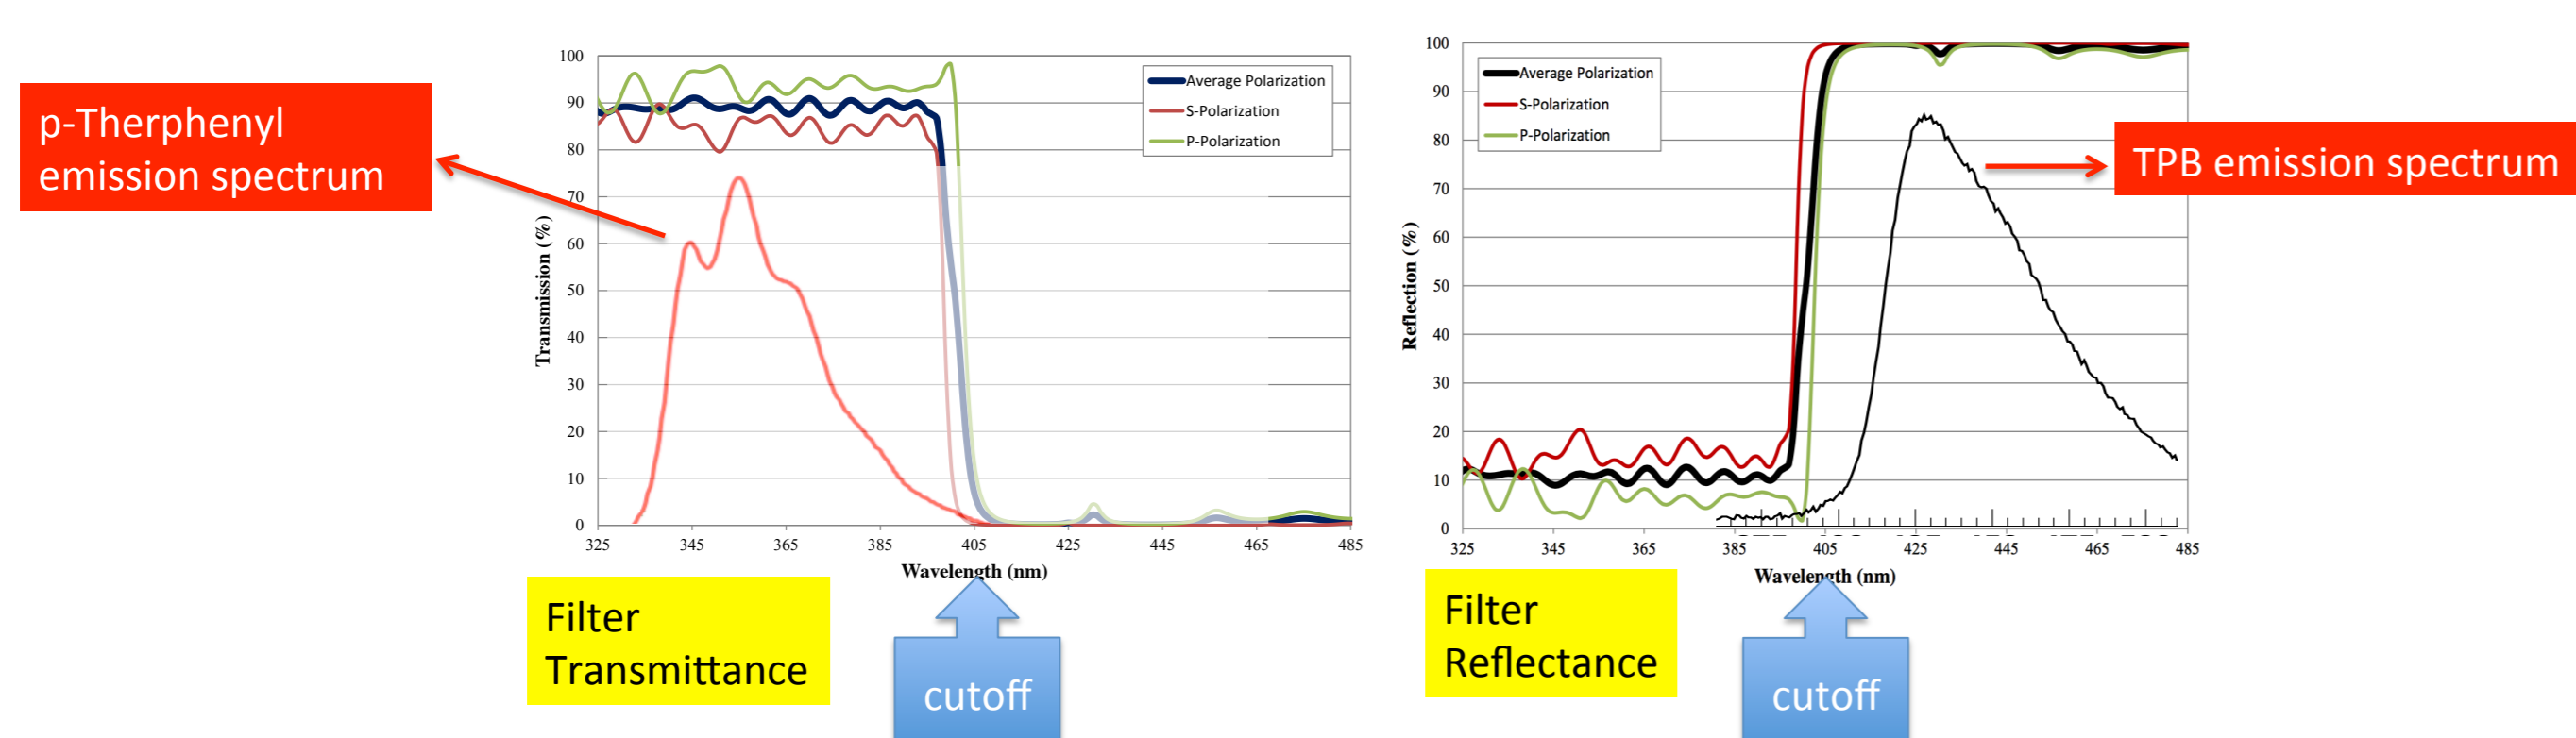 p-Therphenyl
emission spectrum
Transmission (%)
100
90
80
70
60
50
40
30
20
10
0
Average Polarization
S-Polarization
P-Polarization
325 345 365 385 405 425 445 465 485
Wavelength (nm)
Filter
Transmittance
cutoff
Reflection (%)
100
90
80
70
60
50
40
30
20
10
0
Average Polarization
S-Polarization
P-Polarization
TPB emission spectrum
325 345 365 385 405 425 445 465 485
Wavelength (nm)
Filter
Reflectance
cutoff